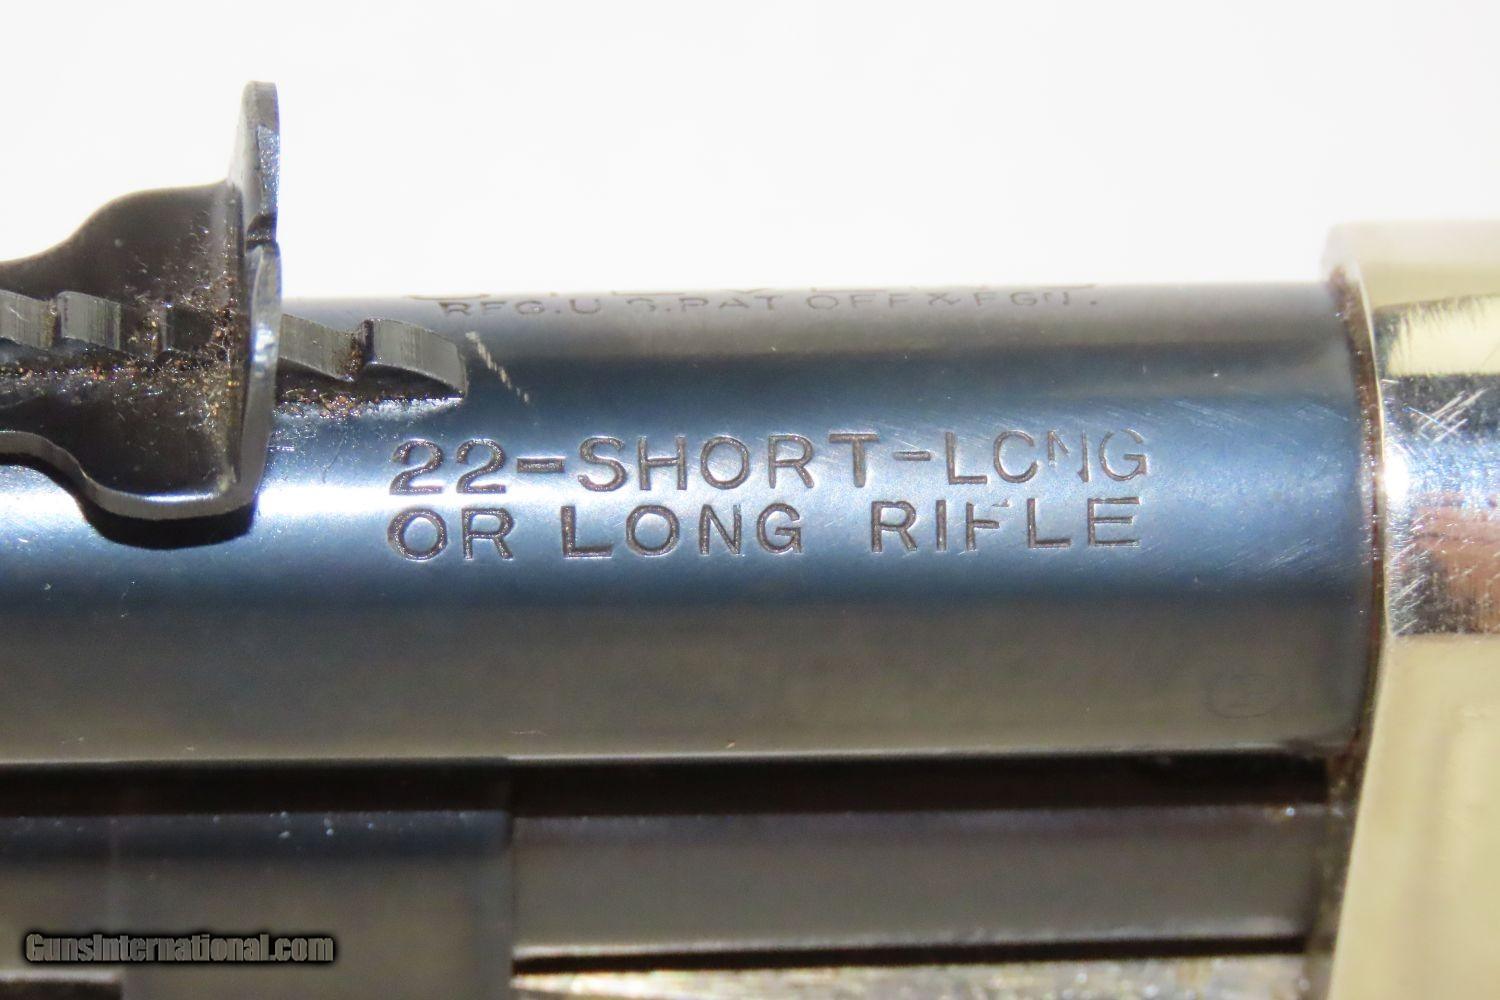 REG. U.S. PAT. OFF. & FGN.
22-SHORT-LONG
OR LONG RIFLE
GunsInternational.com